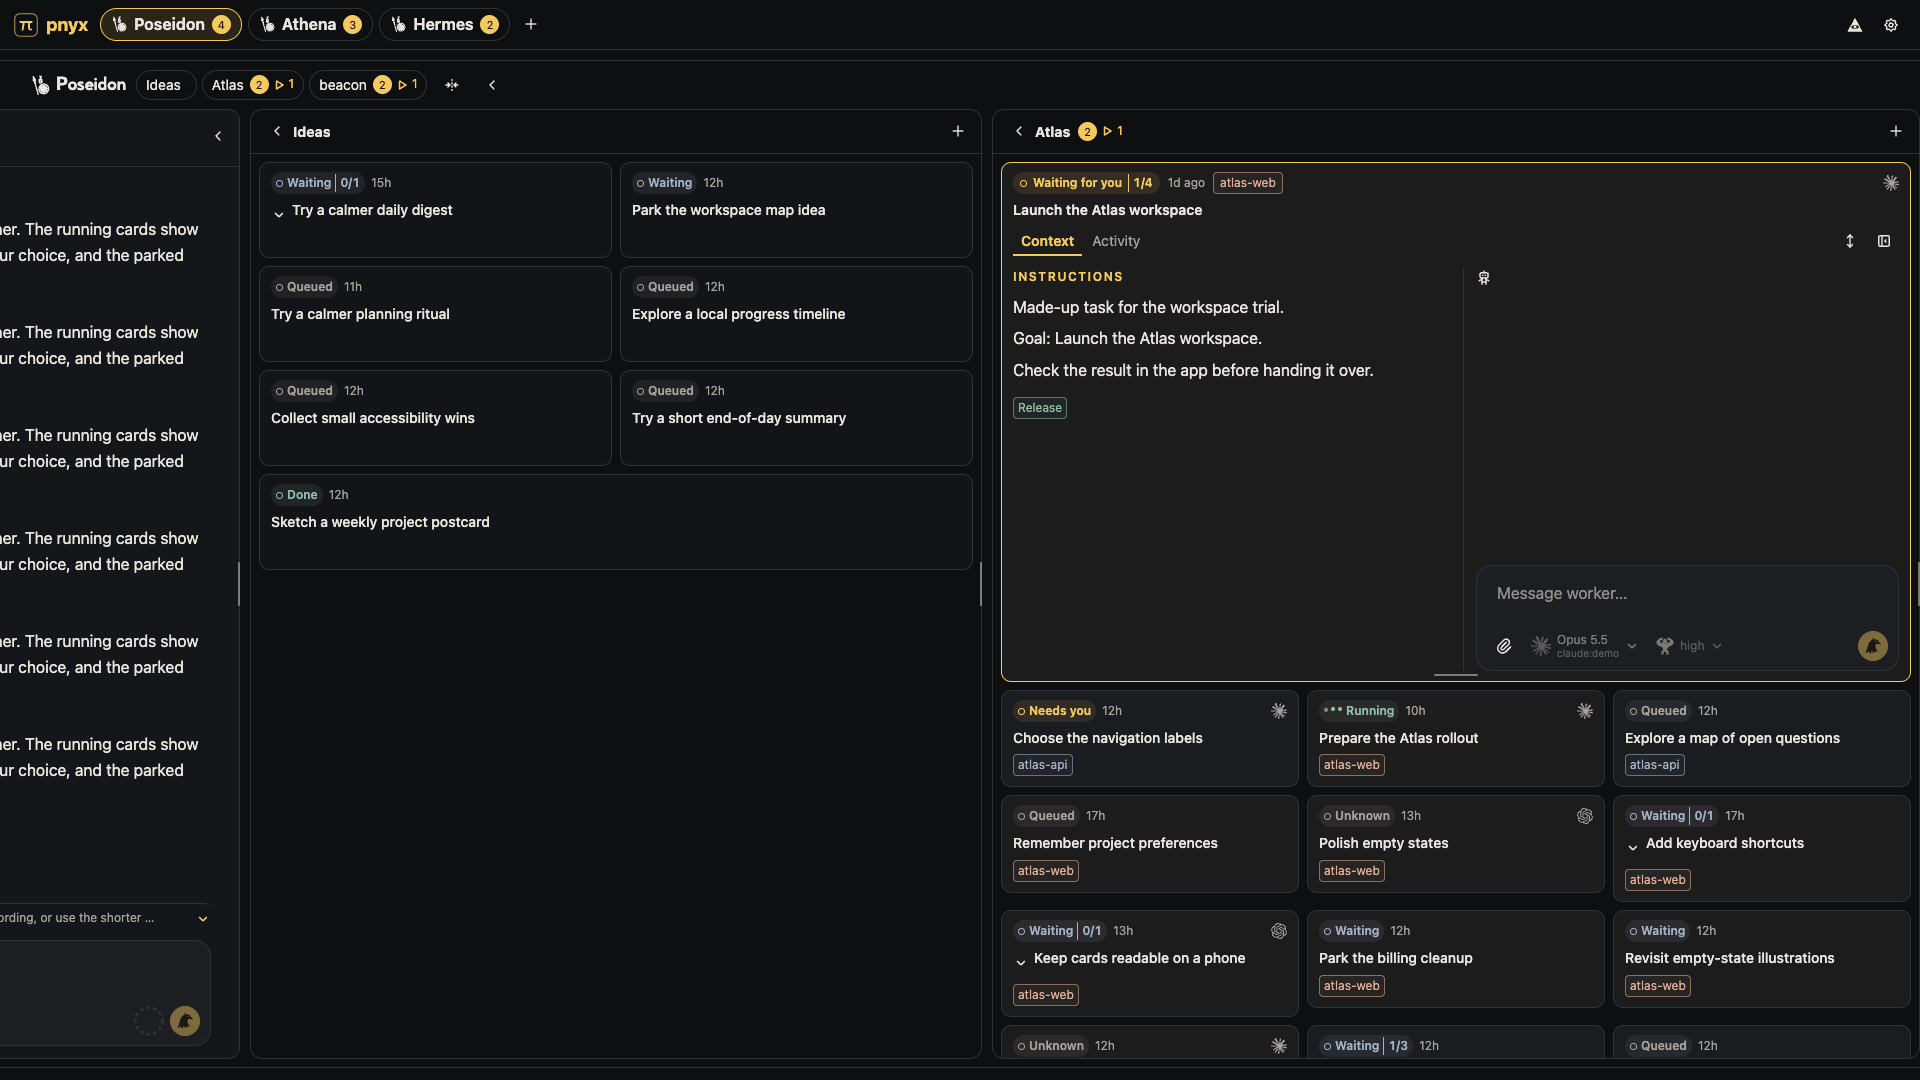 π pnyx
Poseidon 4
Athena 3
Hermes 2
Poseidon
Ideas
Atlas 2 1
beacon 2 1
er. The running cards show
ur choice, and the parked
er. The running cards show
ur choice, and the parked
er. The running cards show
ur choice, and the parked
er. The running cards show
ur choice, and the parked
er. The running cards show
ur choice, and the parked
er. The running cards show
ur choice, and the parked
ording, or use the shorter ...
Ideas
Waiting 0/1 15h
Try a calmer daily digest
Waiting 12h
Park the workspace map idea
Queued 11h
Try a calmer planning ritual
Queued 12h
Explore a local progress timeline
Queued 12h
Collect small accessibility wins
Queued 12h
Try a short end-of-day summary
Done 12h
Sketch a weekly project postcard
Atlas 2 1
Waiting for you 1/4 1d ago atlas-web
Launch the Atlas workspace
Context Activity
INSTRUCTIONS
Made-up task for the workspace trial.
Goal: Launch the Atlas workspace.
Check the result in the app before handing it over.
Release
Message worker...
Opus 5.5
claude:demo
high
Needs you 12h
Choose the navigation labels
atlas-api
Running 10h
Prepare the Atlas rollout
atlas-web
Queued 12h
Explore a map of open questions
atlas-api
Queued 17h
Remember project preferences
atlas-web
Unknown 13h
Polish empty states
atlas-web
Waiting 0/1 17h
Add keyboard shortcuts
atlas-web
Waiting 0/1 13h
Keep cards readable on a phone
atlas-web
Waiting 12h
Park the billing cleanup
atlas-web
Waiting 12h
Revisit empty-state illustrations
atlas-web
Unknown 12h
Waiting 1/3 12h
Queued 12h